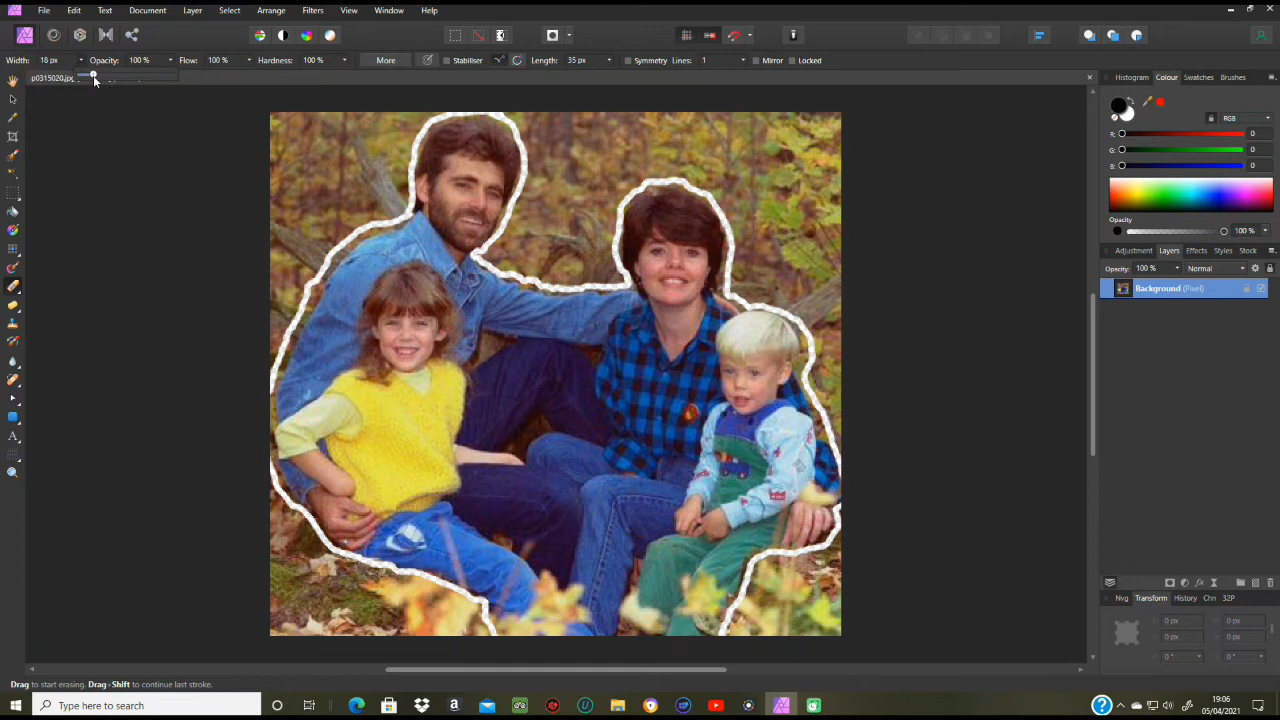 File Edit Text Document Layer Select Arrange Filters View Window Help
Width: 18 px Opacity: 100 % Flow: 100 % Hardness: 100 % More Stabiliser Length: 35 px Symmetry Lines: 1 Mirror Locked
p0315020.jpg
Histogram Colour Swatches Brushes
RGB
R: 0
G: 0
B: 0
Opacity
100 %
Adjustment Layers Effects Styles Stock
Opacity: 100 % Normal
Background (Pixel)
Nvg Transform History Chn 32P
X: 0 px W: 0 px
Y: 0 px H: 0 px
R: 0 ° S: 0 °
Drag to start erasing. Drag+Shift to continue last stroke.
Type here to search
19:06
05/04/2021